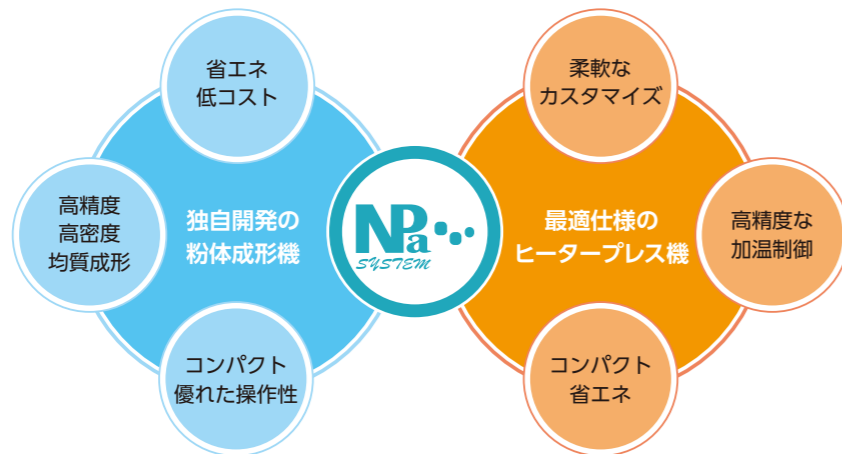 省エネ
低コスト
高精度
高密度
均質成形
独自開発の
粉体成形機
コンパクト
優れた操作性
NPa
SYSTEM
柔軟な
カスタマイズ
最適仕様の
ヒータープレス機
高精度な
加温制御
コンパクト
省エネ